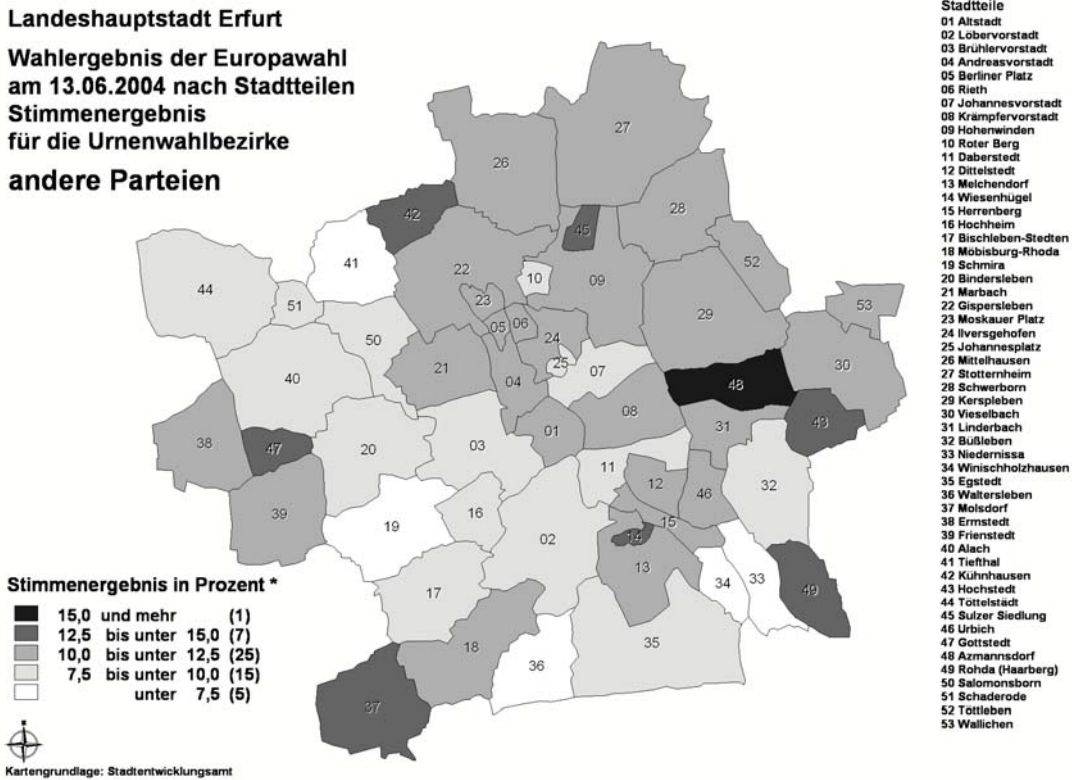 Landeshauptstadt Erfurt
Wahlergebnis der Europawahl
am 13.06.2004 nach Stadtteilen
Stimmenergebnis
für die Urnenwahlbezirke
andere Parteien
Stadtteile
01 Altstadt
02 Löbervorstadt
03 Brühlervorstadt
04 Andreasvorstadt
05 Berliner Platz
06 Rieth
07 Johannesvorstadt
08 Krämpfervorstadt
09 Hohenwinden
10 Roter Berg
11 Daberstedt
12 Dittelstedt
13 Melchendorf
14 Wiesenhügel
15 Herrenberg
16 Hochheim
17 Bischleben-Stedten
18 Möbisburg-Rhoda
19 Schmira
20 Bindersleben
21 Marbach
22 Gispersleben
23 Moskauer Platz
24 Ilversgehofen
25 Johannesplatz
26 Mittelhausen
27 Stotternheim
28 Schwerborn
29 Kerspleben
30 Vieselbach
31 Linderbach
32 Büßleben
33 Niedernissa
34 Winischholzhausen
35 Egstedt
36 Waltersleben
37 Molsdorf
38 Ermstedt
39 Frienstedt
40 Alach
41 Tiefthal
42 Kühnhausen
43 Hochstedt
44 Töttelstädt
45 Sulzer Siedlung
46 Urbich
47 Gottstedt
48 Azmannsdorf
49 Rohda (Haarberg)
50 Salomonsborn
51 Schaderode
52 Töttleben
53 Wallichen
27
26
42
45
28
41
52
22
10
09
44
51
23
53
05
06
29
50
24
25
30
21
07
40
04
48
08
43
38
47
20
03
01
31
11
12
46
32
39
16
19
15
02
14
13
34
33
49
17
18
35
36
37
Stimmenergebnis in Prozent *
15,0 und mehr (1)
12,5 bis unter 15,0 (7)
10,0 bis unter 12,5 (25)
7,5 bis unter 10,0 (15)
unter 7,5 (5)
N
Kartengrundlage: Stadtentwicklungsamt